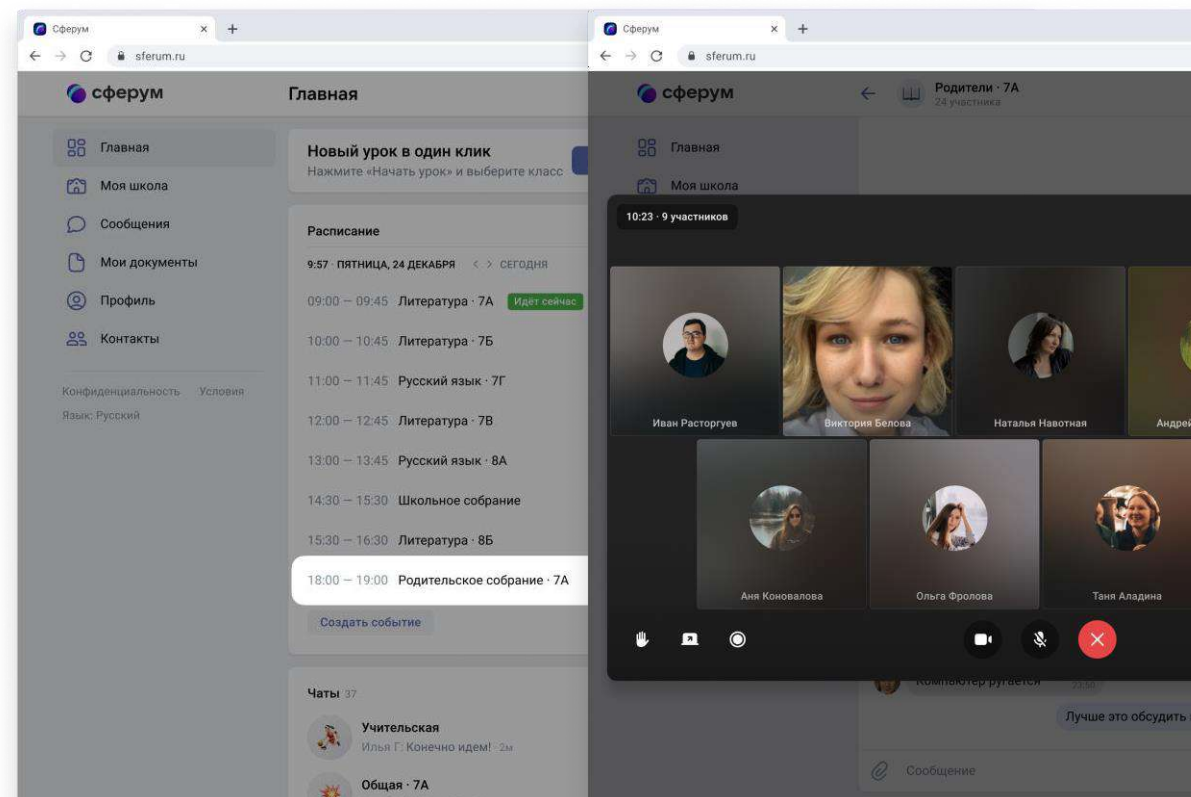 Сферум
sferum.ru
сферум
Главная
Главная
Моя школа
Сообщения
Мои документы
Профиль
Контакты
Конфиденциальность Условия
Язык: Русский
Новый урок в один клик
Нажмите «Начать урок» и выберите класс
Расписание
9:57 · ПЯТНИЦА, 24 ДЕКАБРЯ < > СЕГОДНЯ
09:00 — 09:45 Литература · 7А Идёт сейчас
10:00 — 10:45 Литература · 7Б
11:00 — 11:45 Русский язык · 7Г
12:00 — 12:45 Литература · 7В
13:00 — 13:45 Русский язык · 8А
14:30 — 15:30 Школьное собрание
15:30 — 16:30 Литература · 8Б
18:00 — 19:00 Родительское собрание · 7А
Создать событие
Чаты 37
Учительская
Илья Г: Конечно идем! 2м
Общая · 7А
Сферум
sferum.ru
сферум
Родители · 7А
24 участника
Главная
Моя школа
10:23 · 9 участников
Иван Расторгуев
Виктория Белова
Наталья Навотная
Андрей
Аня Коновалова
Ольга Фролова
Таня Аладина
Компьютер ругается
Лучше это обсудить
Сообщение